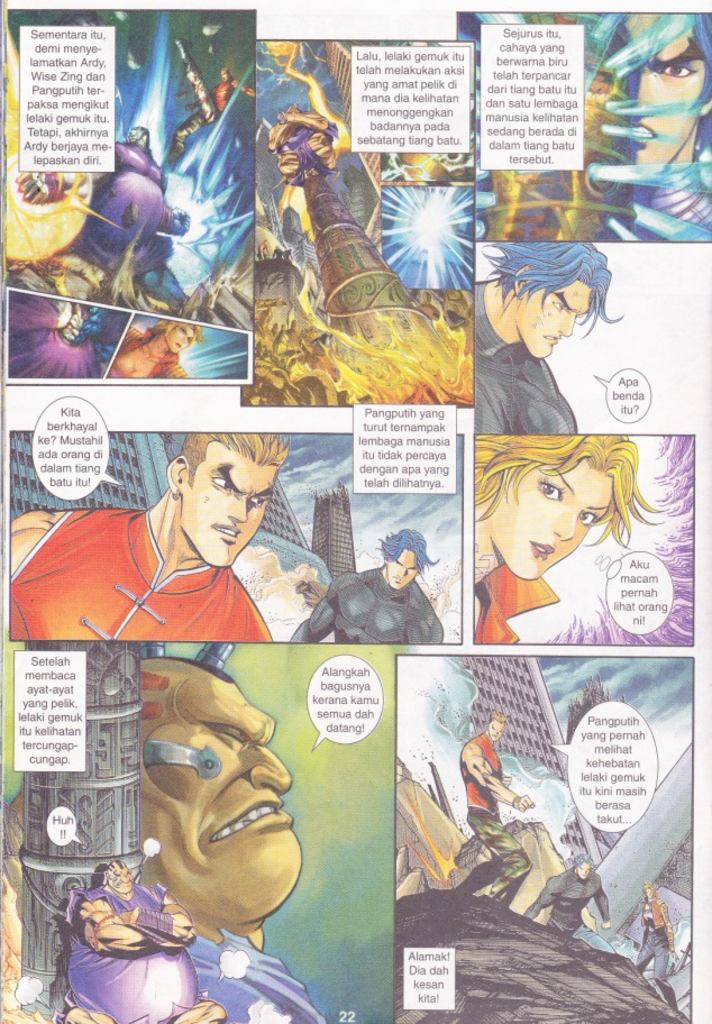 Sementara itu,
demi menye-
lamatkan Ardy,
Wise Zing dan
Pangputih ter-
paksa mengikut
lelaki gemuk itu.
Tetapi, akhirnya
Ardy berjaya me-
lepaskan diri.
Lalu, lelaki gemuk itu
telah melakukan aksi
yang amat pelik di
mana dia kelihatan
menonggengkan
badannya pada
sebatang tiang batu.
Sejurus itu,
cahaya yang
berwarna biru
telah terpancar
dari tiang batu itu
dan satu lembaga
manusia kelihatan
sedang berada di
dalam tiang batu
tersebut.
Apa
benda
itu?
Kita
berkhayal
ke? Mustahil
ada orang di
dalam tiang
batu itu!
Pangputih yang
turut ternampak
lembaga manusia
itu tidak percaya
dengan apa yang
telah dilihatnya.
Aku
macam
pernah
lihat orang
ni!
Setelah
membaca
ayat-ayat
yang pelik,
lelaki gemuk
itu kelihatan
tercungap-
cungap.
Huh
!!
Alangkah
bagusnya
kerana kamu
semua dah
datang!
Pangputih
yang pernah
melihat
kehebatan
lelaki gemuk
itu kini masih
berasa
takut...
Alamak!
Dia dah
kesan
kita!
22